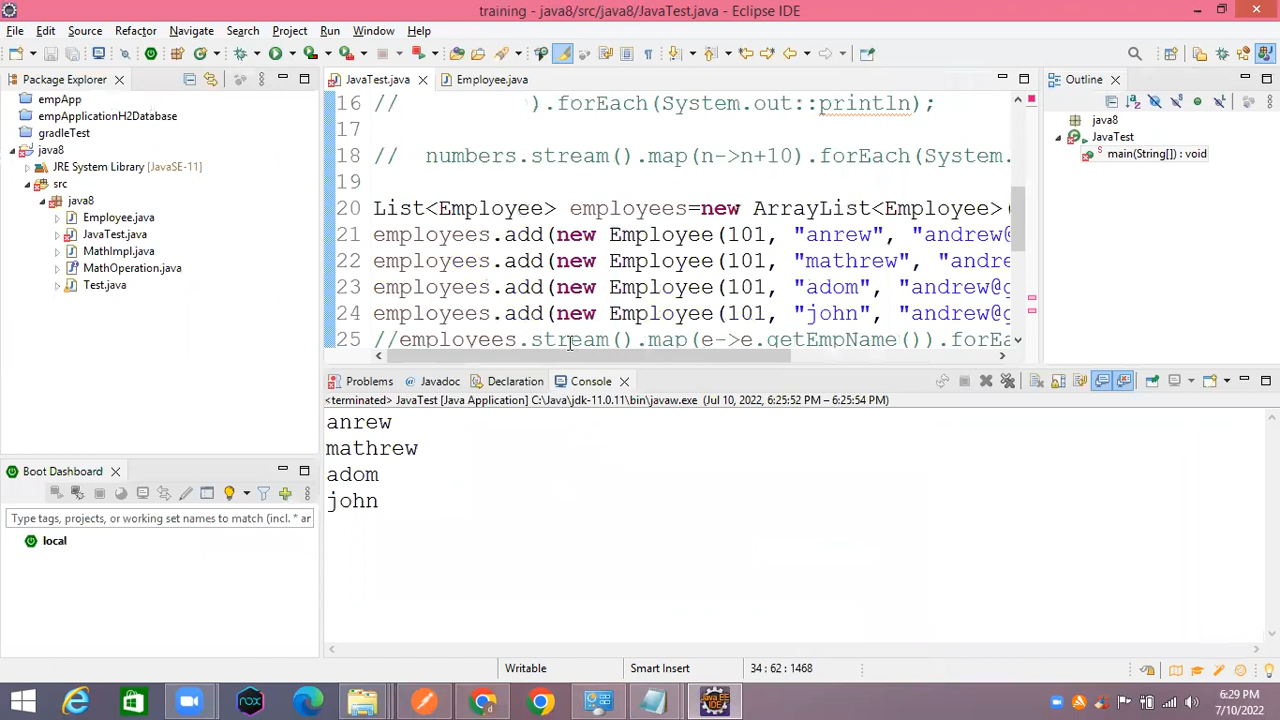 training - java8/src/java8/JavaTest.java - Eclipse IDE
File Edit Source Refactor Navigate Search Project Run Window Help
Package Explorer
empApp
empApplicationH2Database
gradleTest
java8
JRE System Library [JavaSE-11]
src
java8
Employee.java
JavaTest.java
MathImpl.java
MathOperation.java
Test.java
Boot Dashboard
Type tags, projects, or working set names to match (incl. * ar
local
JavaTest.java Employee.java
16 // ).forEach(System.out::println);
17
18 // numbers.stream().map(n->n+10).forEach(System.
19
20 List<Employee> employees=new ArrayList<Employee>(
21 employees.add(new Employee(101, "anrew", "andrew@g
22 employees.add(new Employee(101, "mathrew", "andre
23 employees.add(new Employee(101, "adom", "andrew@g
24 employees.add(new Employee(101, "john", "andrew@g
25 //employees.stream().map(e->e.getEmpName()).forEa
Outline
java8
JavaTest
main(String[]) : void
Problems Javadoc Declaration Console
<terminated> JavaTest [Java Application] C:\Java\jdk-11.0.11\bin\javaw.exe (Jul 10, 2022, 6:25:52 PM – 6:25:54 PM)
anrew
mathrew
adom
john
Writable Smart Insert 34 : 62 : 1468
6:29 PM
7/10/2022